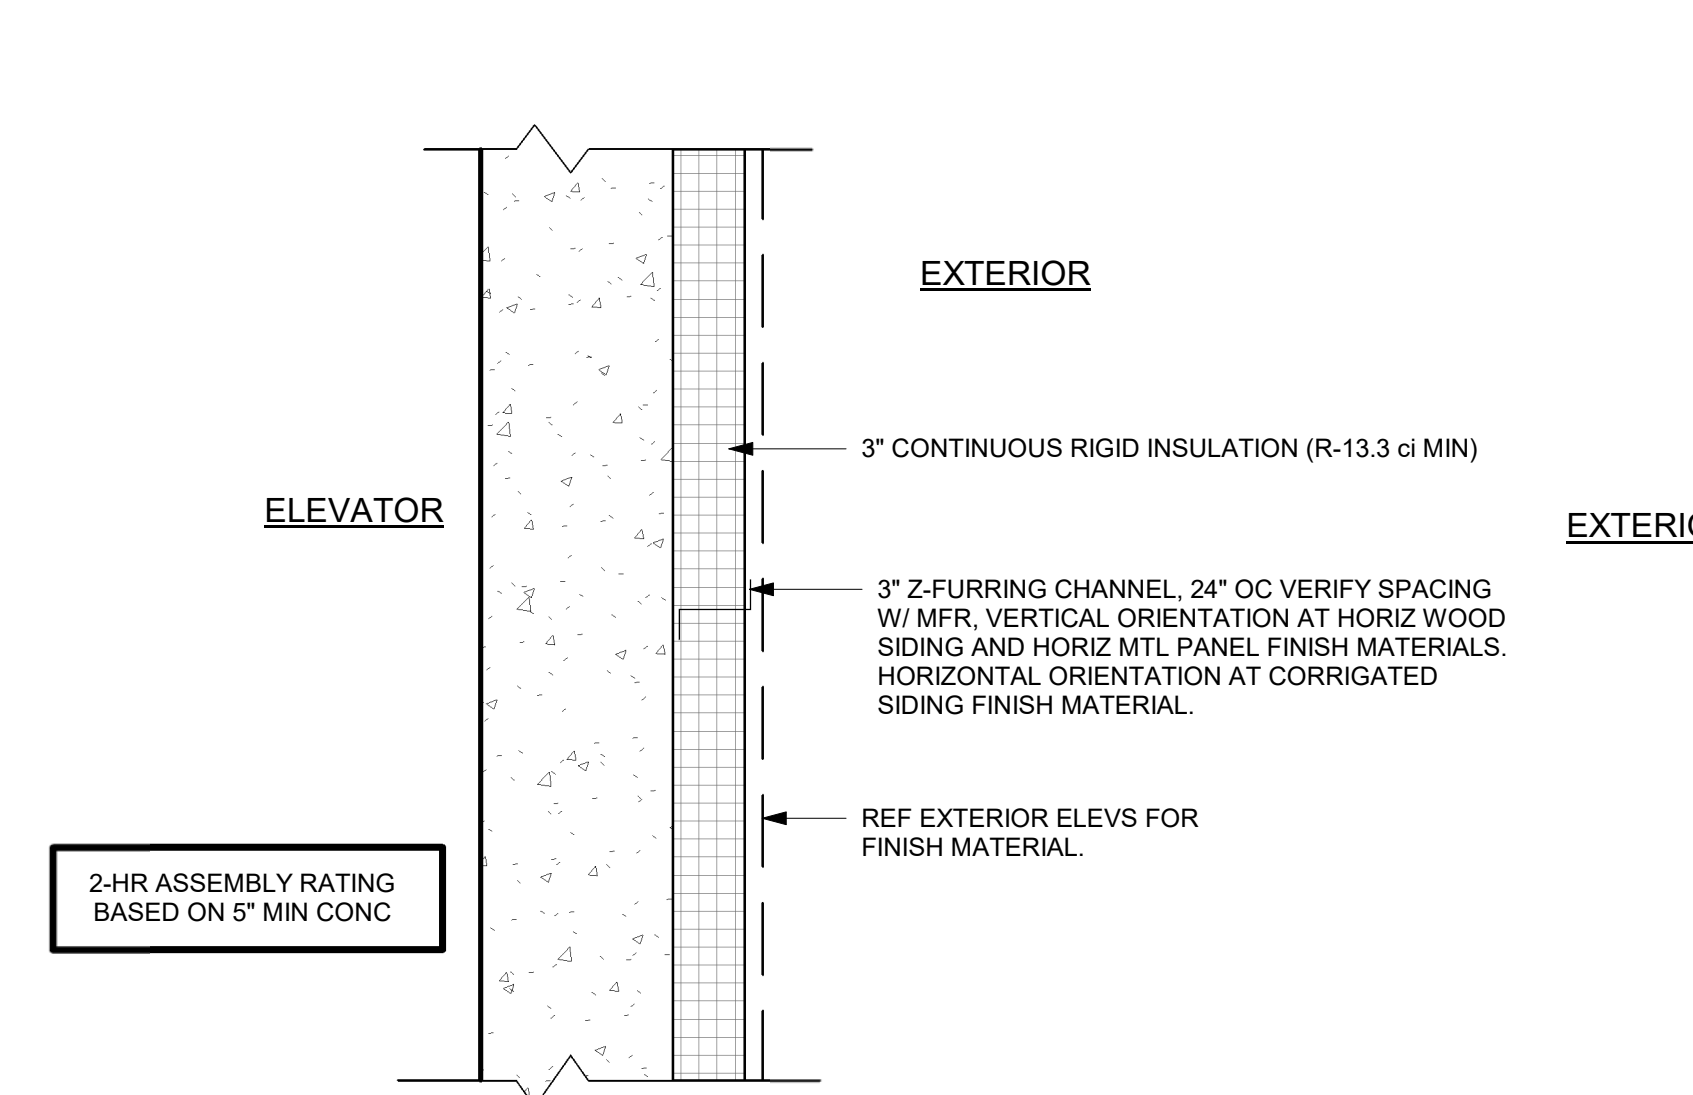 EXTERIOR
3" CONTINUOUS RIGID INSULATION (R-13.3 ci MIN)
ELEVATOR
3" Z-FURRING CHANNEL, 24" OC VERIFY SPACING
W/ MFR, VERTICAL ORIENTATION AT HORIZ WOOD
SIDING AND HORIZ MTL PANEL FINISH MATERIALS.
HORIZONTAL ORIENTATION AT CORRIGATED
SIDING FINISH MATERIAL.
REF EXTERIOR ELEVS FOR
FINISH MATERIAL.
2-HR ASSEMBLY RATING
BASED ON 5" MIN CONC